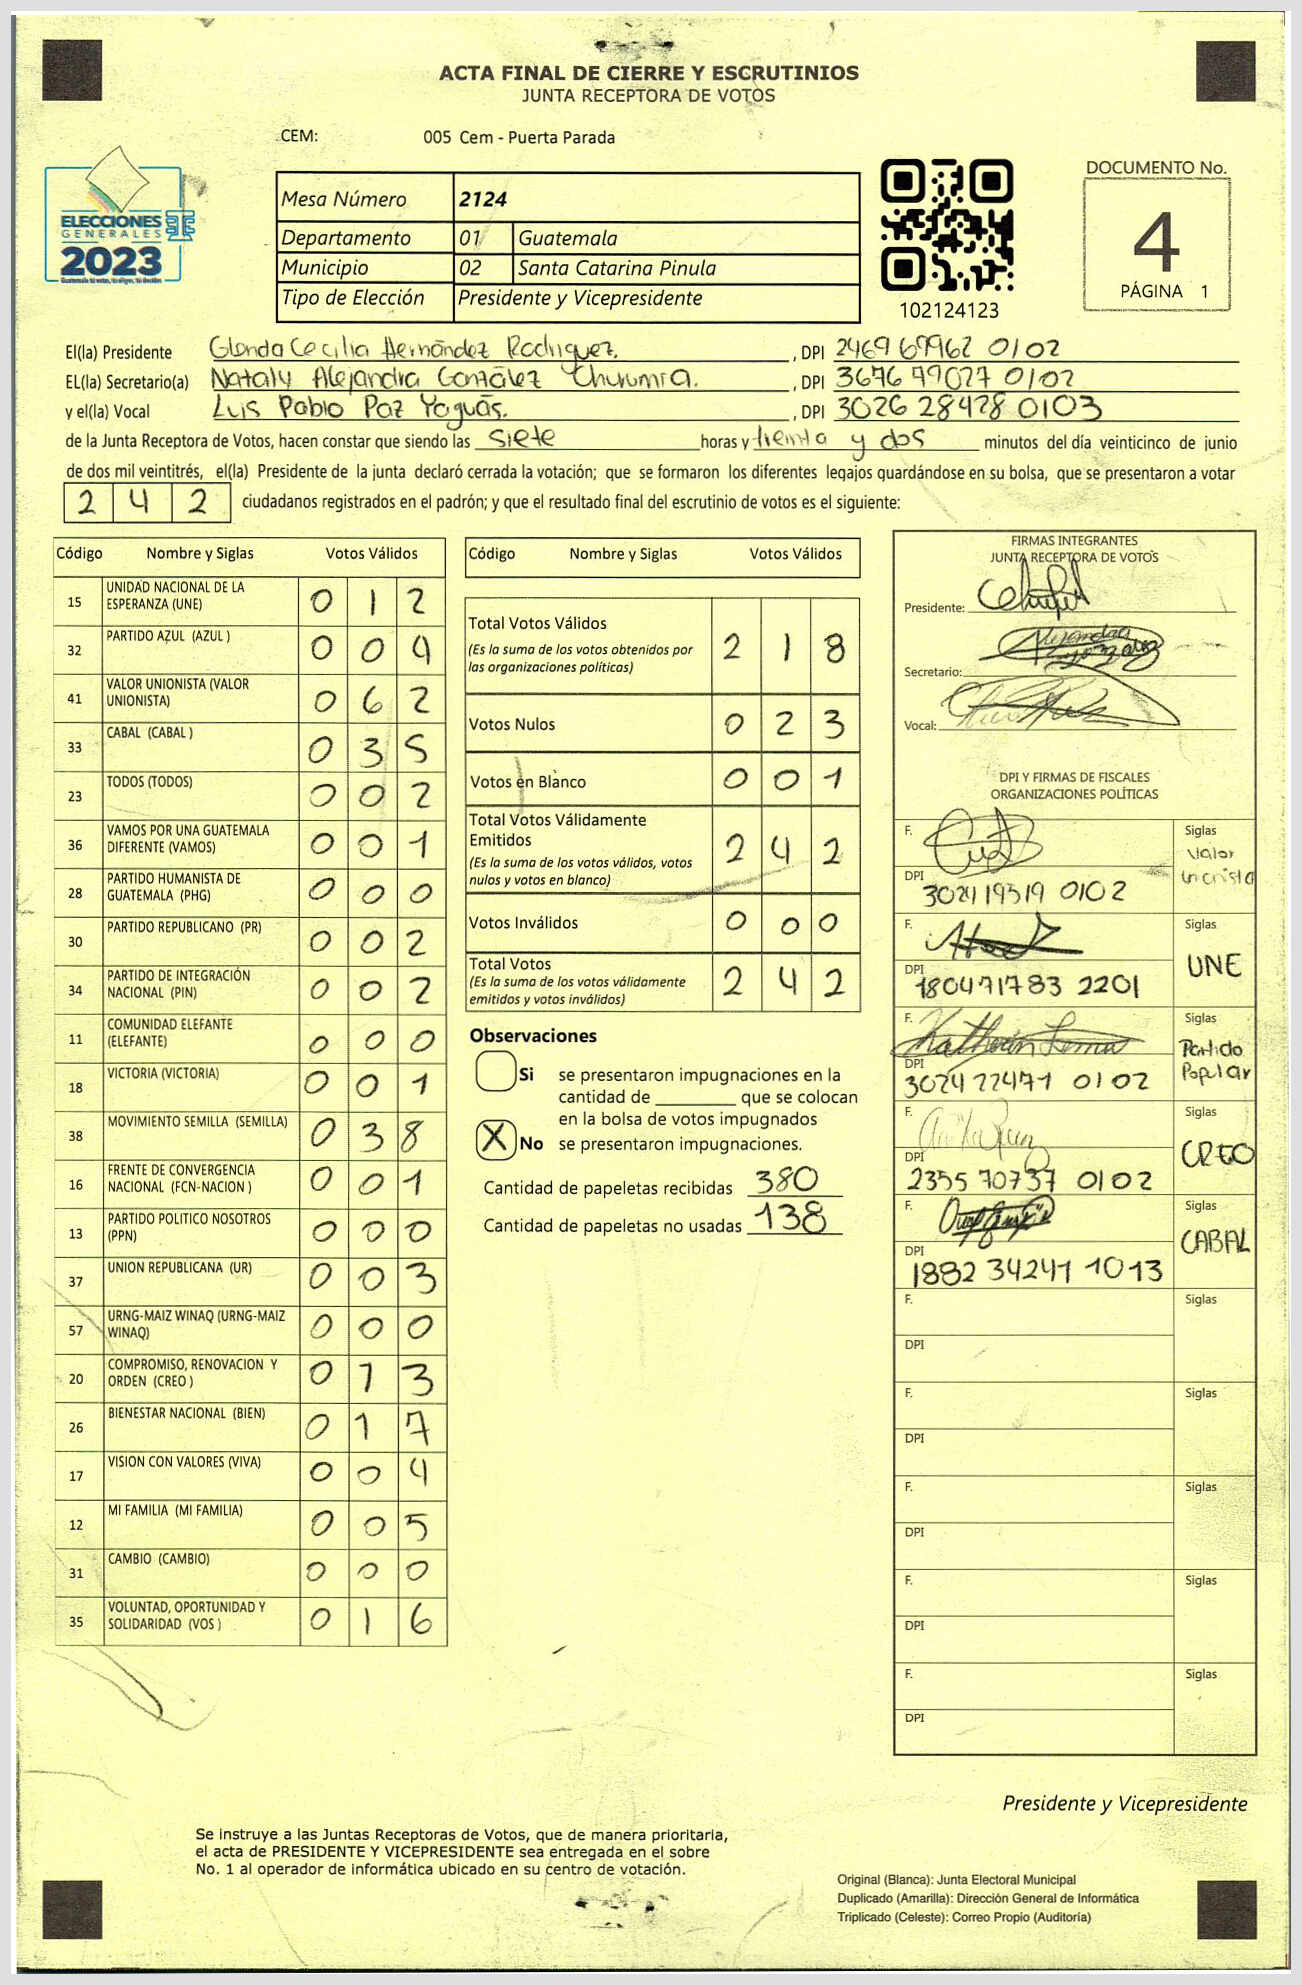 ACTA FINAL DE CIERRE Y ESCRUTINIOS
JUNTA RECEPTORA DE VOTOS
CEM: 005 Cem - Puerta Parada
ELECCIONES
GENERALES
2023
Mesa Número 2124
Departamento 01 Guatemala
Municipio 02 Santa Catarina Pinula
Tipo de Elección Presidente y Vicepresidente
102124123
DOCUMENTO No.
4
PÁGINA 1
El(la) Presidente Glenda Cecilia Hernández Rodriguez. , DPI 2469 67962 0102
EL(la) Secretario(a) Nataly Alejandra González , DPI 3676 79027 0102
y el(la) Vocal Luis Pablo Paz Yaguas. , DPI 3026 28428 0103
de la Junta Receptora de Votos, hacen constar que siendo las siete horas y treinta y dos minutos del día veinticinco de junio
de dos mil veintitrés, el(la) Presidente de la junta declaró cerrada la votación; que se formaron los diferentes legajos guardándose en su bolsa, que se presentaron a votar
2 4 2 ciudadanos registrados en el padrón; y que el resultado final del escrutinio de votos es el siguiente:
Código Nombre y Siglas Votos Válidos
15 UNIDAD NACIONAL DE LA ESPERANZA (UNE) 0 1 2
32 PARTIDO AZUL (AZUL ) 0 0 4
41 VALOR UNIONISTA (VALOR UNIONISTA) 0 6 2
33 CABAL (CABAL ) 0 3 5
23 TODOS (TODOS) 0 0 2
36 VAMOS POR UNA GUATEMALA DIFERENTE (VAMOS) 0 0 1
28 PARTIDO HUMANISTA DE GUATEMALA (PHG) 0 0 0
30 PARTIDO REPUBLICANO (PR) 0 0 2
34 PARTIDO DE INTEGRACIÓN NACIONAL (PIN) 0 0 2
11 COMUNIDAD ELEFANTE (ELEFANTE) 0 0 0
18 VICTORIA (VICTORIA) 0 0 1
38 MOVIMIENTO SEMILLA (SEMILLA) 0 3 8
16 FRENTE DE CONVERGENCIA NACIONAL (FCN-NACION ) 0 0 1
13 PARTIDO POLITICO NOSOTROS (PPN) 0 0 0
37 UNION REPUBLICANA (UR) 0 0 3
57 URNG-MAIZ WINAQ (URNG-MAIZ WINAQ) 0 0 0
20 COMPROMISO, RENOVACION Y ORDEN (CREO ) 0 1 3
26 BIENESTAR NACIONAL (BIEN) 0 1 7
17 VISION CON VALORES (VIVA) 0 0 4
12 MI FAMILIA (MI FAMILIA) 0 0 5
31 CAMBIO (CAMBIO) 0 0 0
35 VOLUNTAD, OPORTUNIDAD Y SOLIDARIDAD (VOS ) 0 1 6
Código Nombre y Siglas Votos Válidos
Total Votos Válidos 2 1 8
(Es la suma de los votos obtenidos por
las organizaciones políticas)
Votos Nulos 0 2 3
Votos en Blanco 0 0 1
Total Votos Válidamente
Emitidos 2 4 2
(Es la suma de los votos válidos, votos
nulos y votos en blanco)
Votos Inválidos 0 0 0
Total Votos 2 4 2
(Es la suma de los votos válidamente
emitidos y votos inválidos)
Observaciones
Si se presentaron impugnaciones en la
cantidad de ________ que se colocan
en la bolsa de votos impugnados
X No se presentaron impugnaciones.
Cantidad de papeletas recibidas 380
Cantidad de papeletas no usadas 138
FIRMAS INTEGRANTES
JUNTA RECEPTORA DE VOTOS
Presidente:
Secretario:
Vocal:
DPI Y FIRMAS DE FISCALES
ORGANIZACIONES POLÍTICAS
F. Siglas Valor
DPI 3024 19519 0102
F. Siglas UNE
DPI 1804 71783 2201
F. Siglas Partido Popular
DPI 3024 22471 0102
F. Siglas CREO
DPI 2355 70737 0102
F. Siglas CABAL
DPI 1882 34241 1013
F. Siglas
DPI
F. Siglas
DPI
F. Siglas
DPI
F. Siglas
DPI
F. Siglas
DPI
Presidente y Vicepresidente
Se instruye a las Juntas Receptoras de Votos, que de manera prioritaria,
el acta de PRESIDENTE Y VICEPRESIDENTE sea entregada en el sobre
No. 1 al operador de informática ubicado en su centro de votación.
Original (Blanca): Junta Electoral Municipal
Duplicado (Amarilla): Dirección General de Informática
Triplicado (Celeste): Correo Propio (Auditoría)